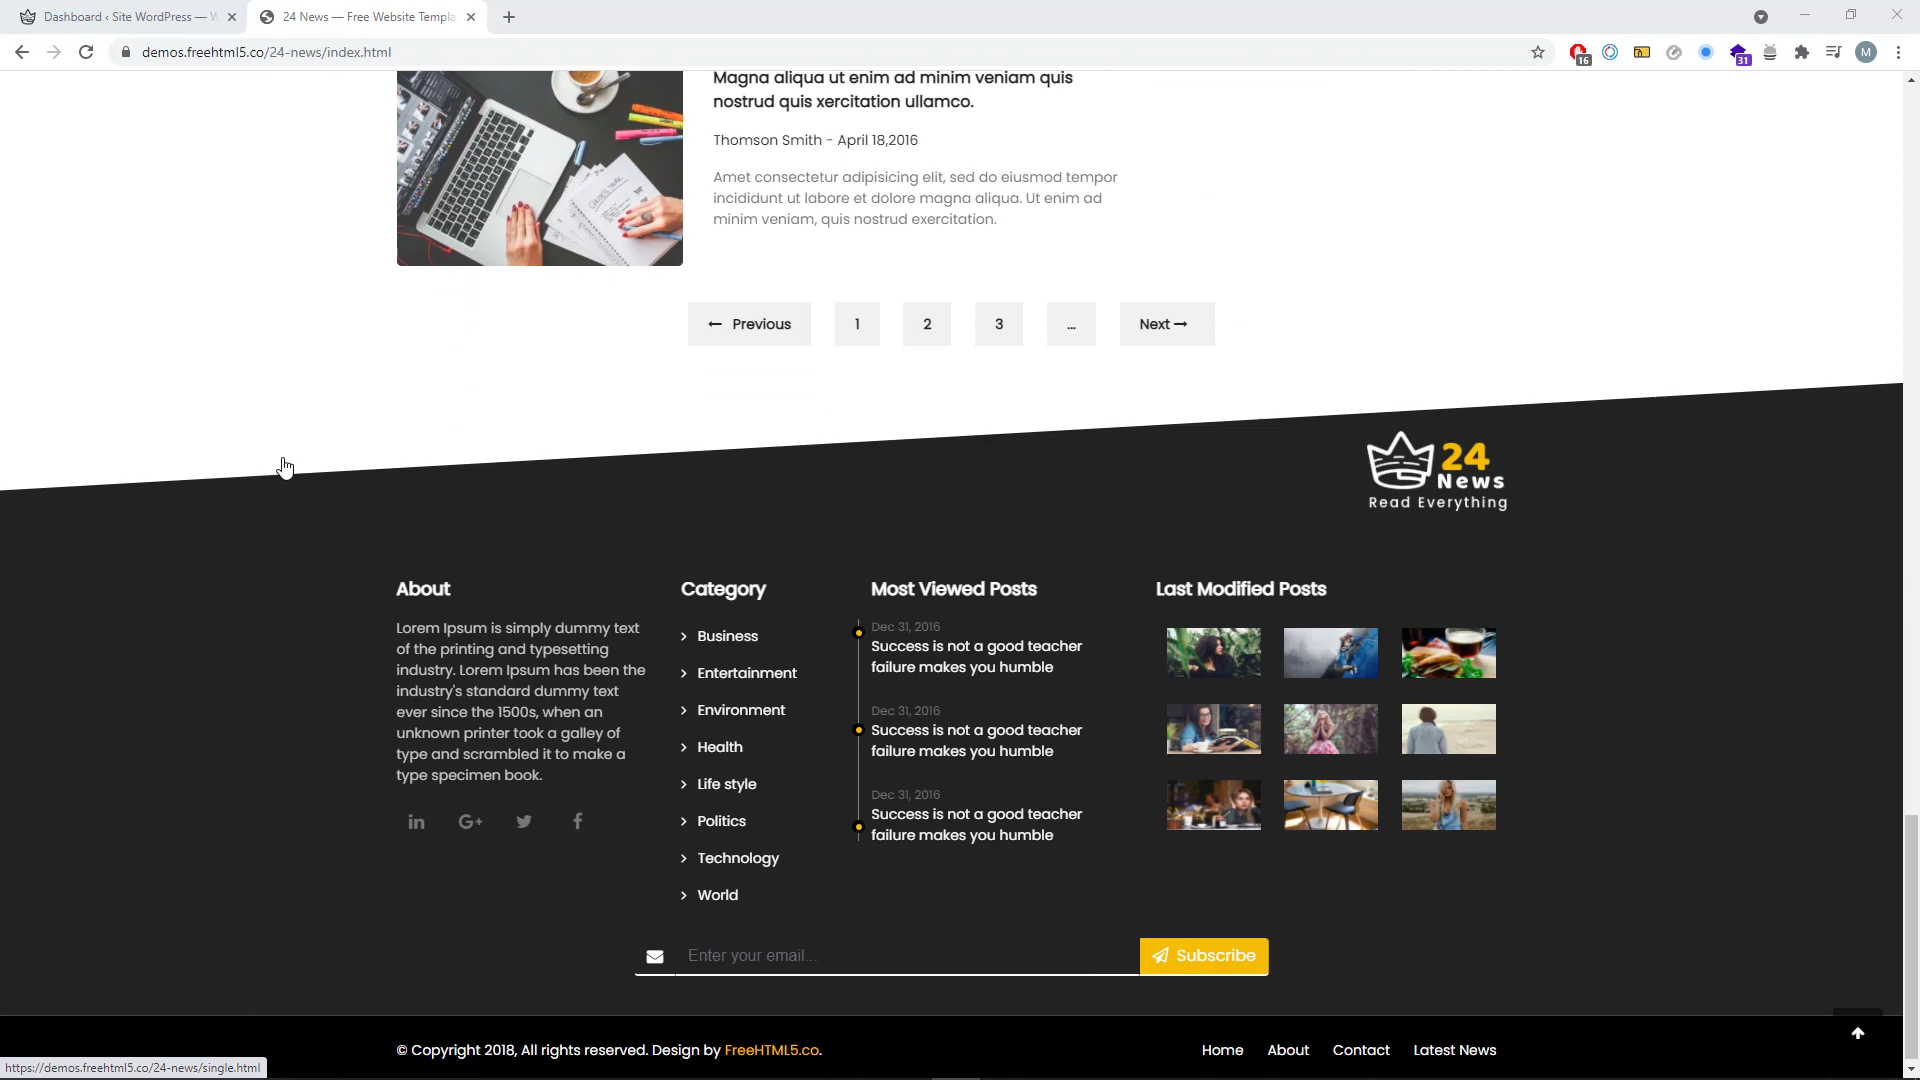 Dashboard ‹ Site WordPress — W
24 News — Free Website Templa
demos.freehtml5.co/24-news/index.html
16
31
M
Magna aliqua ut enim ad minim veniam quis
nostrud quis xercitation ullamco.
Thomson Smith - April 18,2016
Amet consectetur adipisicing elit, sed do eiusmod tempor
incididunt ut labore et dolore magna aliqua. Ut enim ad
minim veniam, quis nostrud exercitation.
← Previous 1 2 3 ... Next →
24
News
Read Everything
About
Lorem Ipsum is simply dummy text
of the printing and typesetting
industry. Lorem Ipsum has been the
industry's standard dummy text
ever since the 1500s, when an
unknown printer took a galley of
type and scrambled it to make a
type specimen book.
Category
Business
Entertainment
Environment
Health
Life style
Politics
Technology
World
Most Viewed Posts
Dec 31, 2016
Success is not a good teacher
failure makes you humble
Dec 31, 2016
Success is not a good teacher
failure makes you humble
Dec 31, 2016
Success is not a good teacher
failure makes you humble
Last Modified Posts
Enter your email...
Subscribe
© Copyright 2018, All rights reserved. Design by FreeHTML5.co.
Home About Contact Latest News
https://demos.freehtml5.co/24-news/single.html